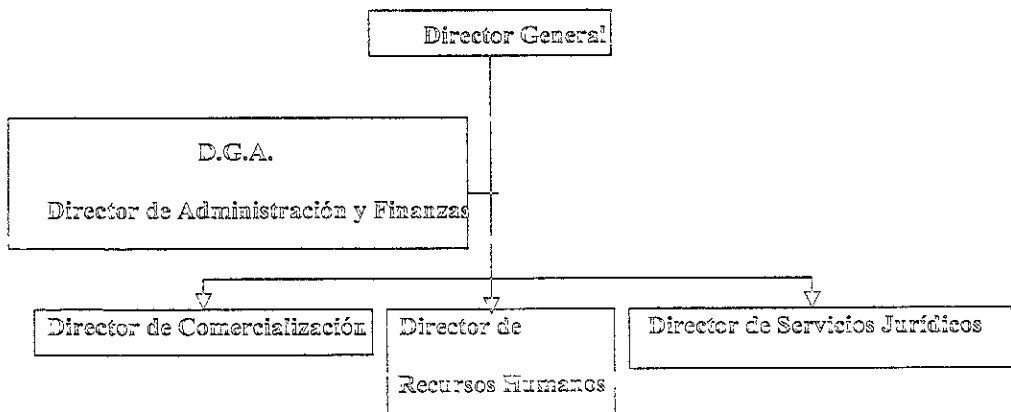 Director General
D.G.A.
Director de Administración y Finanzas
Director de Comercialización
Director de
Recursos Humanos
Director de Servicios Jurídicos